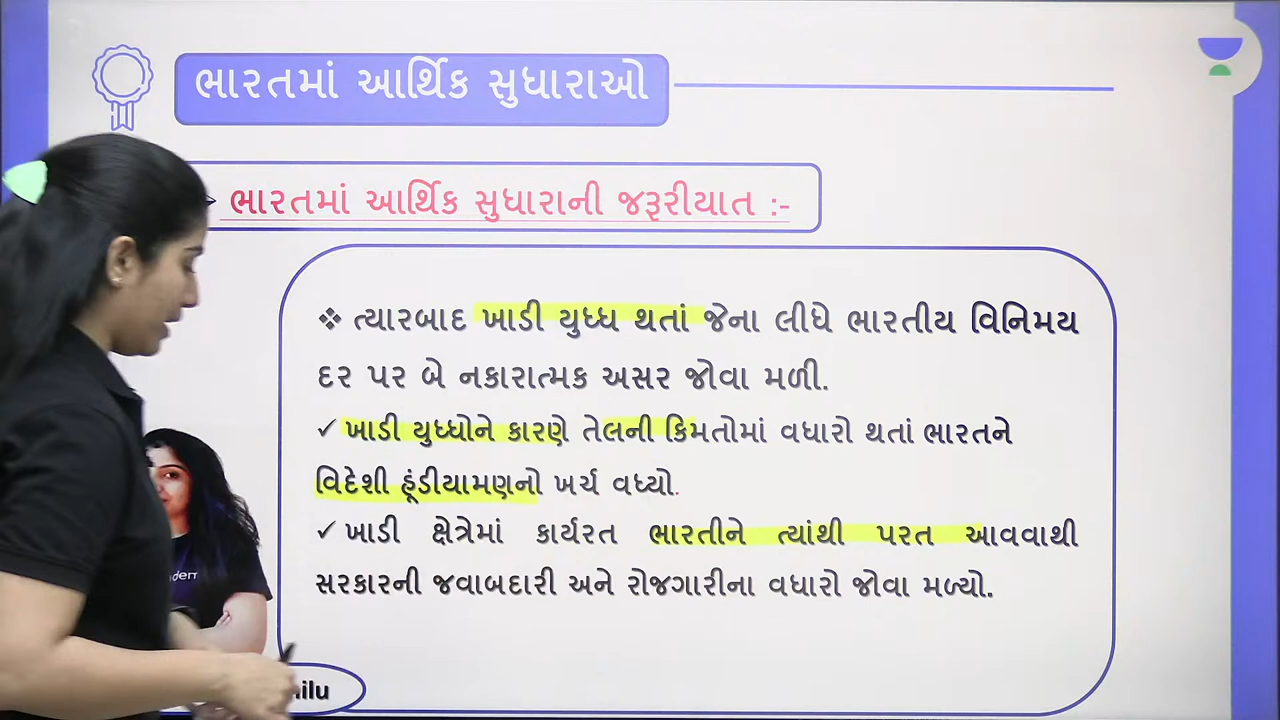 ભારતમાં આર્થિક સુધારાઓ
ભારતમાં આર્થિક સુધારાની જરૂરીયાત :-
❖ ત્યારબાદ ખાડી યુધ્ધ થતાં જેના લીધે ભારતીય વિનિમય
દર પર બે નકારાત્મક અસર જોવા મળી.
✓ ખાડી યુધ્ધોને કારણે તેલની કિમતોમાં વધારો થતાં ભારતને
વિદેશી હૂંડીયામણનો ખર્ચ વધ્યો.
✓ ખાડી ક્ષેત્રેમાં કાર્યરત ભારતીને ત્યાંથી પરત આવવાથી
સરકારની જવાબદારી અને રોજગારીના વધારો જોવા મળ્યો.